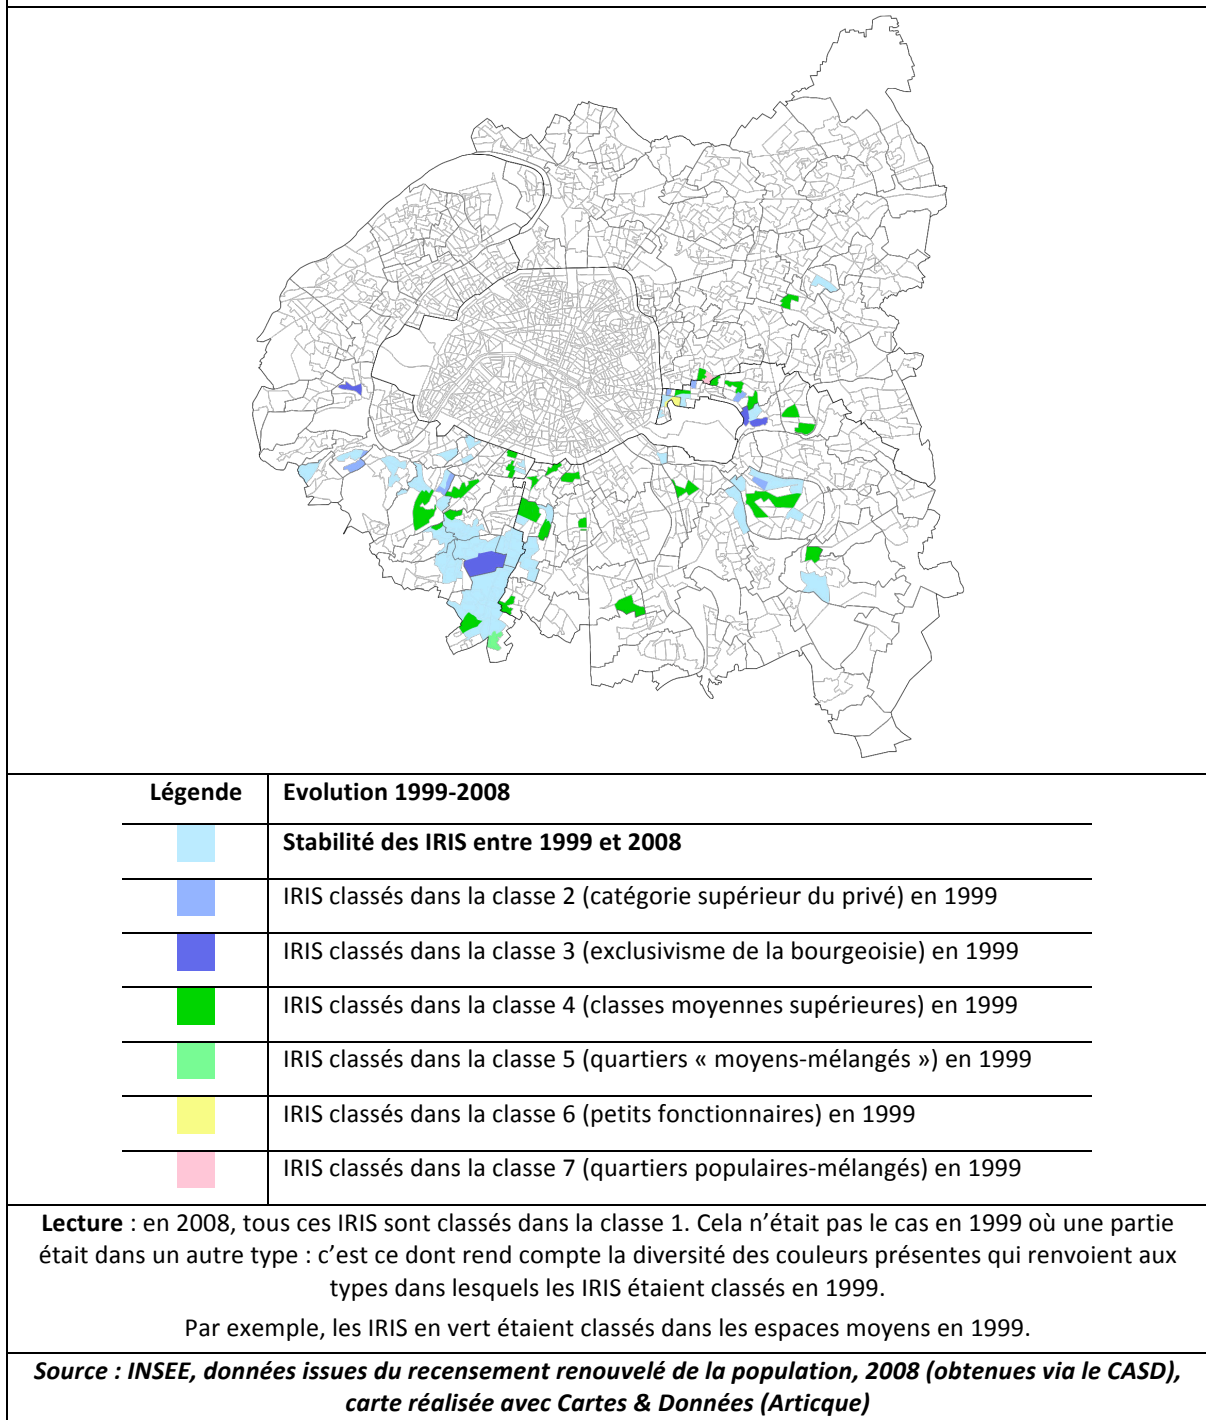 Légende Evolution 1999-2008
Stabilité des IRIS entre 1999 et 2008
IRIS classés dans la classe 2 (catégorie supérieur du privé) en 1999
IRIS classés dans la classe 3 (exclusivisme de la bourgeoisie) en 1999
IRIS classés dans la classe 4 (classes moyennes supérieures) en 1999
IRIS classés dans la classe 5 (quartiers « moyens-mélangés ») en 1999
IRIS classés dans la classe 6 (petits fonctionnaires) en 1999
IRIS classés dans la classe 7 (quartiers populaires-mélangés) en 1999
Lecture : en 2008, tous ces IRIS sont classés dans la classe 1. Cela n’était pas le cas en 1999 où une partie
était dans un autre type : c’est ce dont rend compte la diversité des couleurs présentes qui renvoient aux
types dans lesquels les IRIS étaient classés en 1999.
Par exemple, les IRIS en vert étaient classés dans les espaces moyens en 1999.
Source : INSEE, données issues du recensement renouvelé de la population, 2008 (obtenues via le CASD),
carte réalisée avec Cartes & Données (Articque)